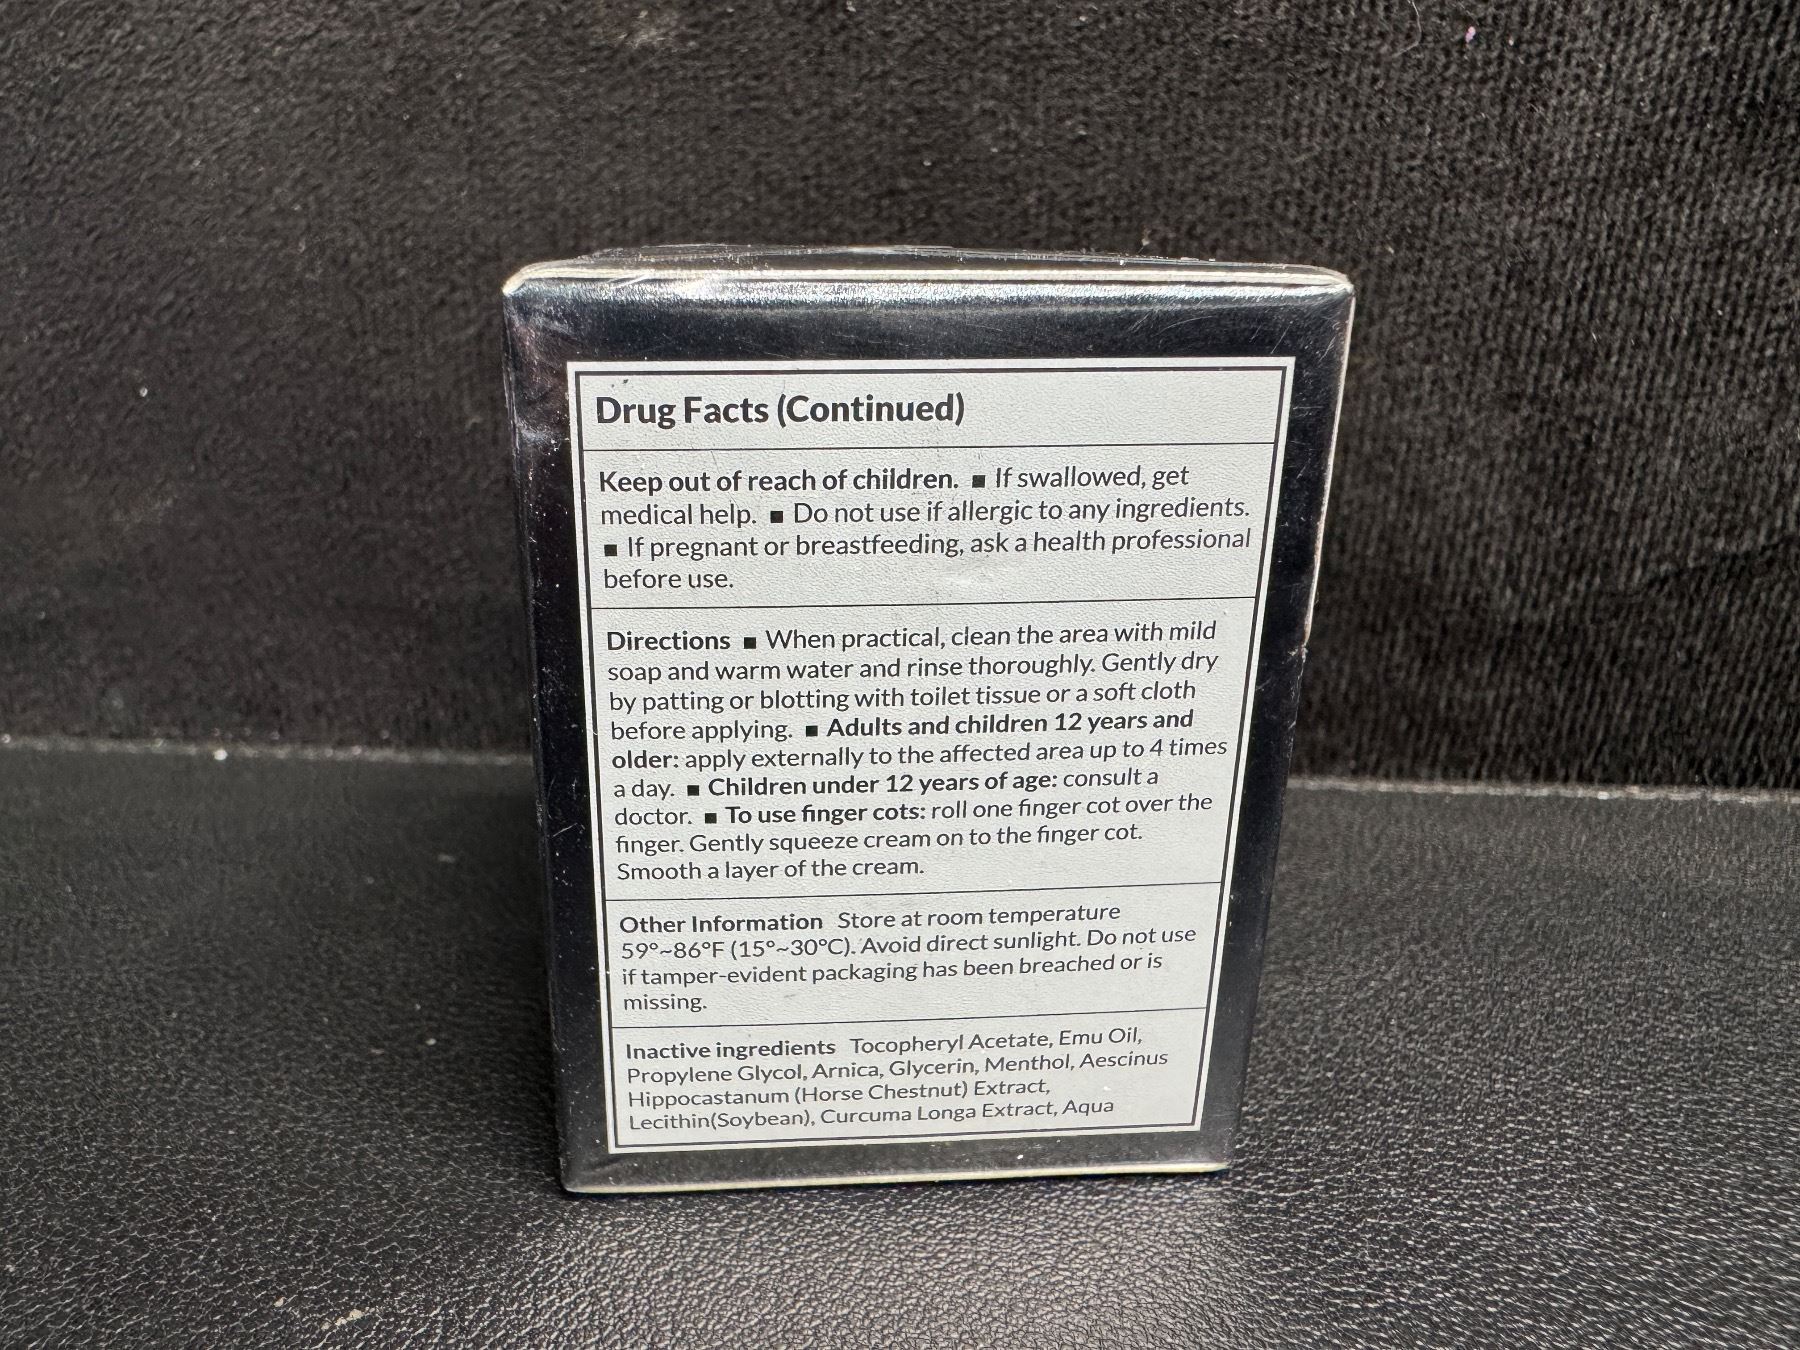 Drug Facts (Continued)
Keep out of reach of children. ■ If swallowed, get
medical help. ■ Do not use if allergic to any ingredients.
■ If pregnant or breastfeeding, ask a health professional
before use.
Directions ■ When practical, clean the area with mild
soap and warm water and rinse thoroughly. Gently dry
by patting or blotting with toilet tissue or a soft cloth
before applying. ■ Adults and children 12 years and
older: apply externally to the affected area up to 4 times
a day. ■ Children under 12 years of age: consult a
doctor. ■ To use finger cots: roll one finger cot over the
finger. Gently squeeze cream on to the finger cot.
Smooth a layer of the cream.
Other Information Store at room temperature
59°~86°F (15°~30°C). Avoid direct sunlight. Do not use
if tamper-evident packaging has been breached or is
missing.
Inactive ingredients Tocopheryl Acetate, Emu Oil,
Propylene Glycol, Arnica, Glycerin, Menthol, Aescinus
Hippocastanum (Horse Chestnut) Extract,
Lecithin(Soybean), Curcuma Longa Extract, Aqua